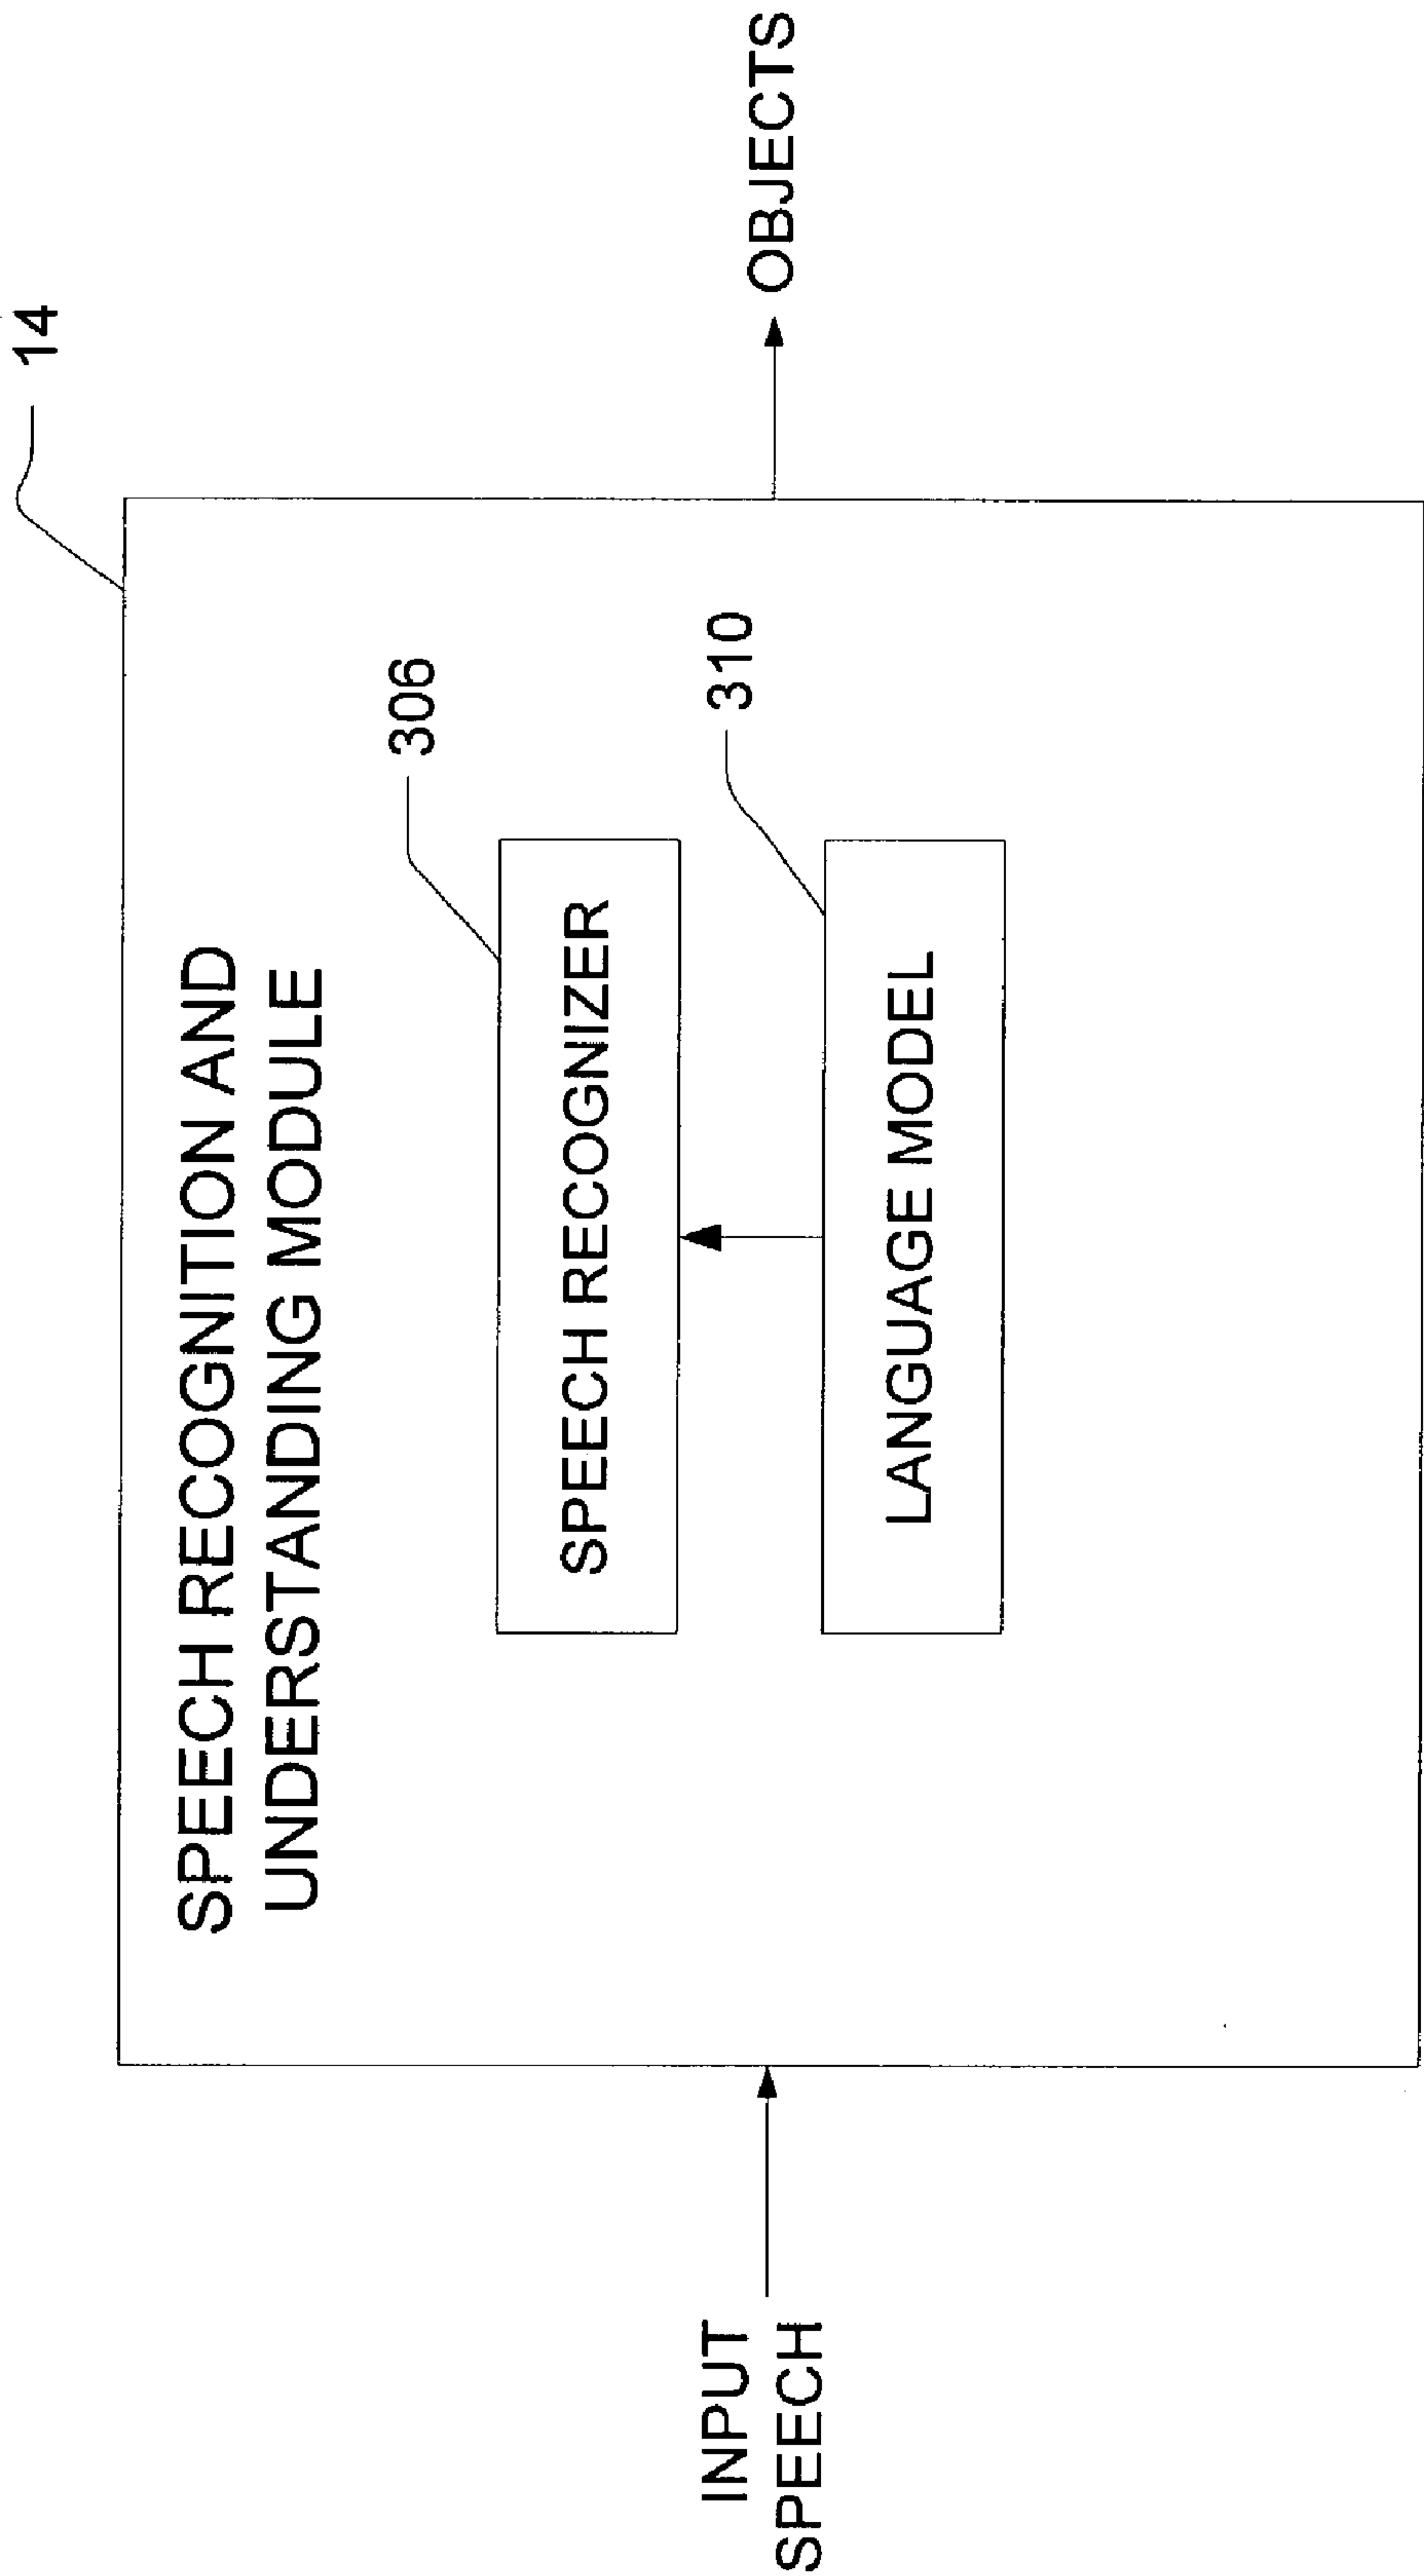 14
SPEECH RECOGNITION AND
UNDERSTANDING MODULE
306
SPEECH RECOGNIZER
310
LANGUAGE MODEL
INPUT
SPEECH
OBJECTS